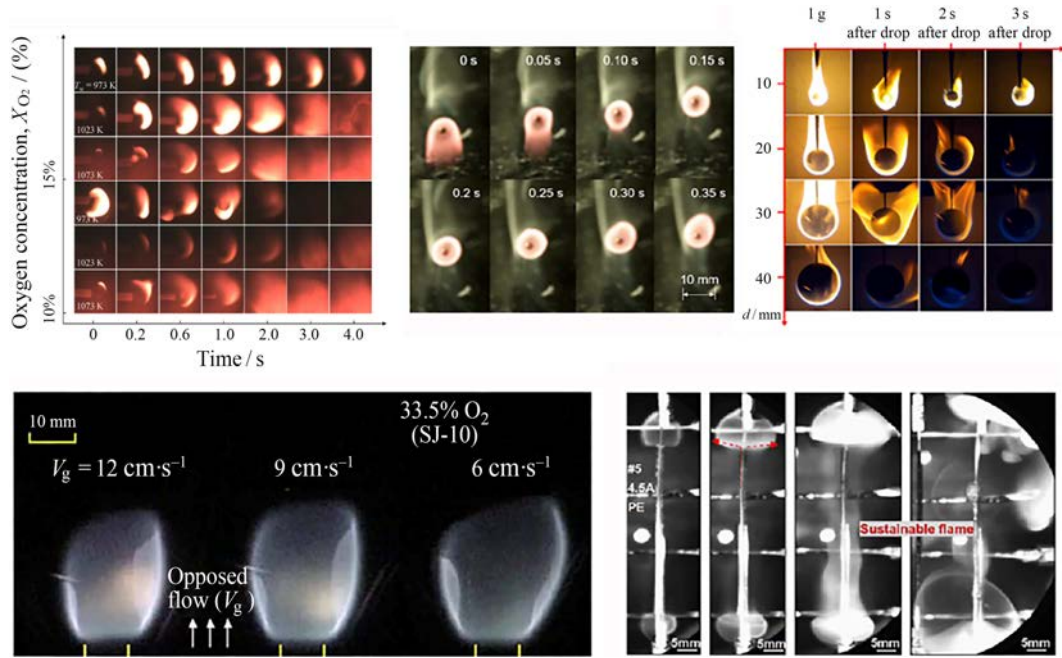 Oxygen concentration, X_O₂ / (%)
15%
10%
T_∞ = 973 K
1023 K
1073 K
973 K
1023 K
1073 K
0 0.2 0.6 1.0 2.0 3.0 4.0
Time / s
0 s 0.05 s 0.10 s 0.15 s
0.2 s 0.25 s 0.30 s 0.35 s
10 mm
1 g 1 s 2 s 3 s
after drop after drop after drop
10
20
30
40
d / mm
10 mm
33.5% O₂
(SJ-10)
V_g = 12 cm·s⁻¹ 9 cm·s⁻¹ 6 cm·s⁻¹
Opposed
flow (V_g)
#5
4.5A
PE
Sustainable flame
5mm 5mm 5mm 5mm